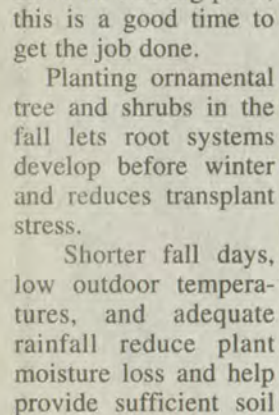 this is a good time to
get the job done.
Planting ornamental
tree and shrubs in the
fall lets root systems
develop before winter
and reduces transplant
stress.
Shorter fall days,
low outdoor tempera-
tures, and adequate
rainfall reduce plant
moisture loss and help
provide sufficient soil